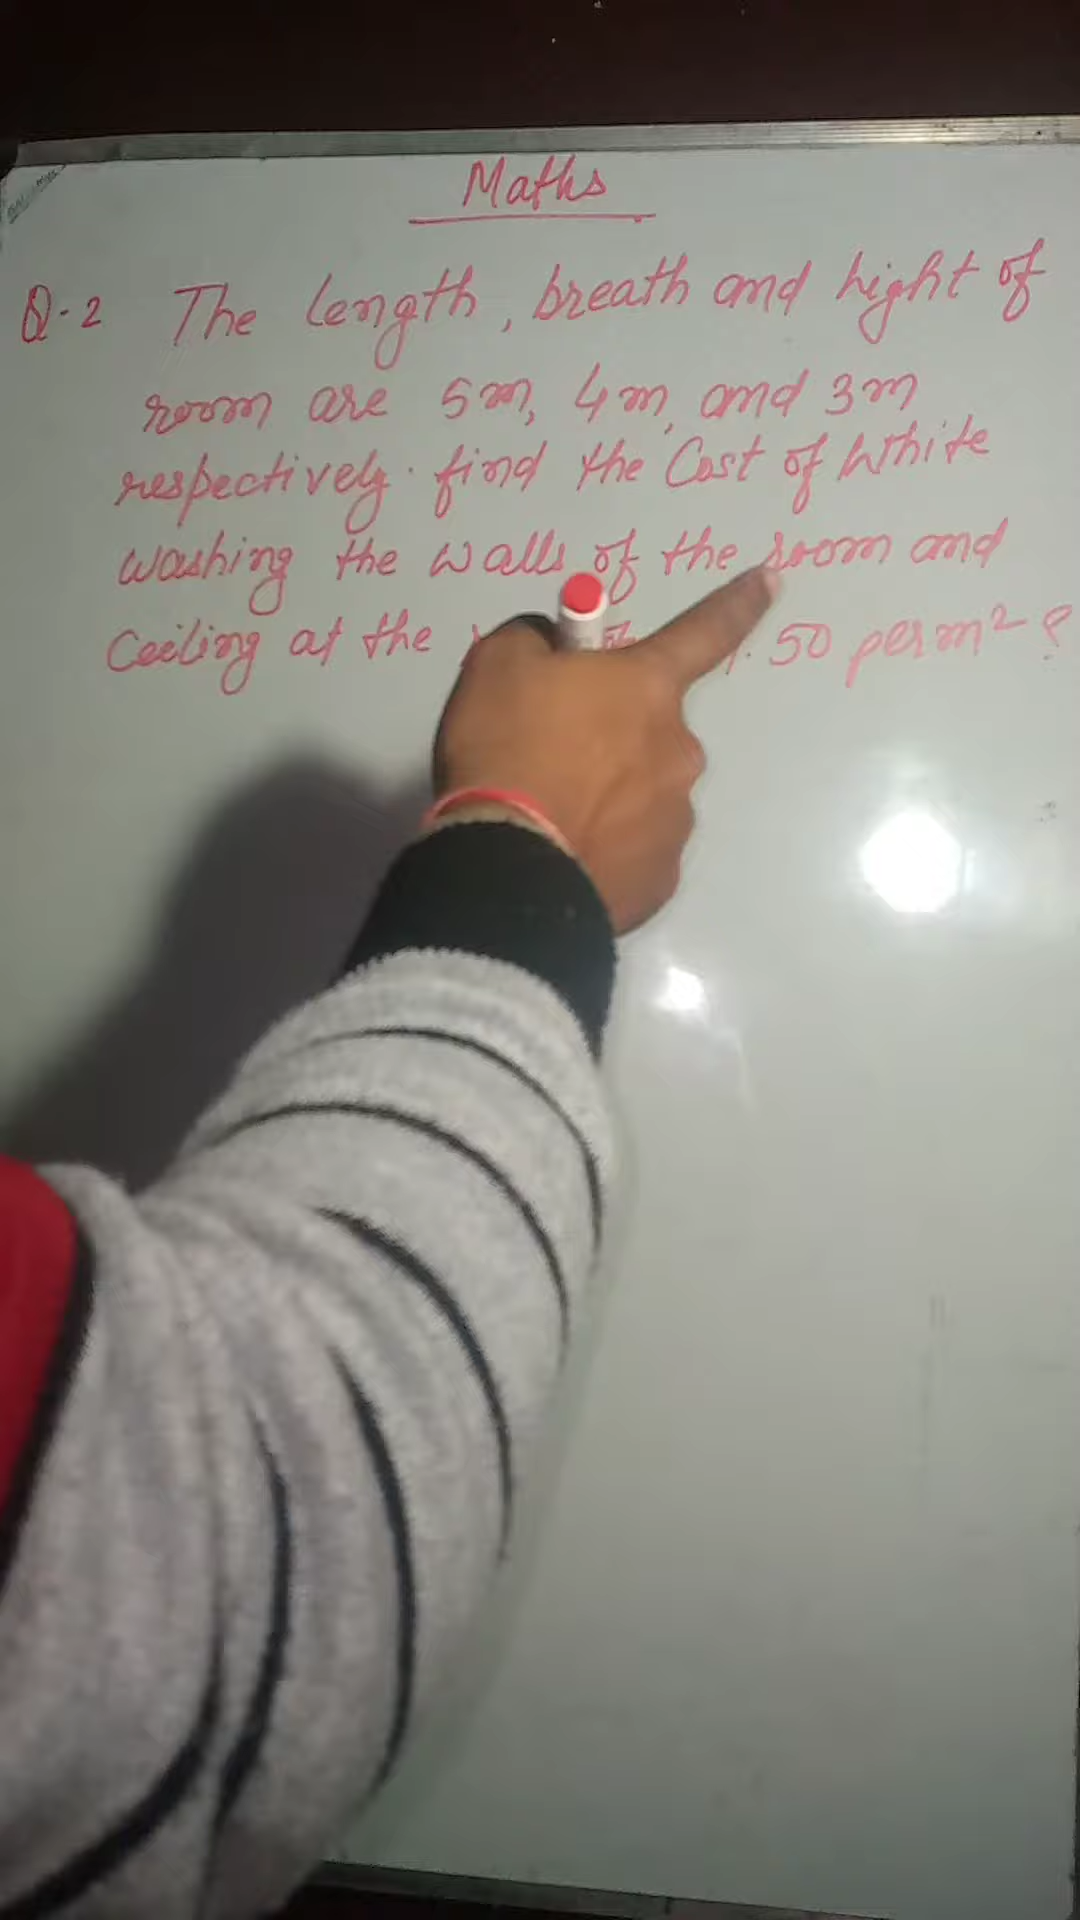 Maths
Q.2 The length, breath and hight of
room are 5m, 4m, and 3m
respectively. find the Cost of White
washing the walls of the room and
Ceiling at the .50 per m² ?